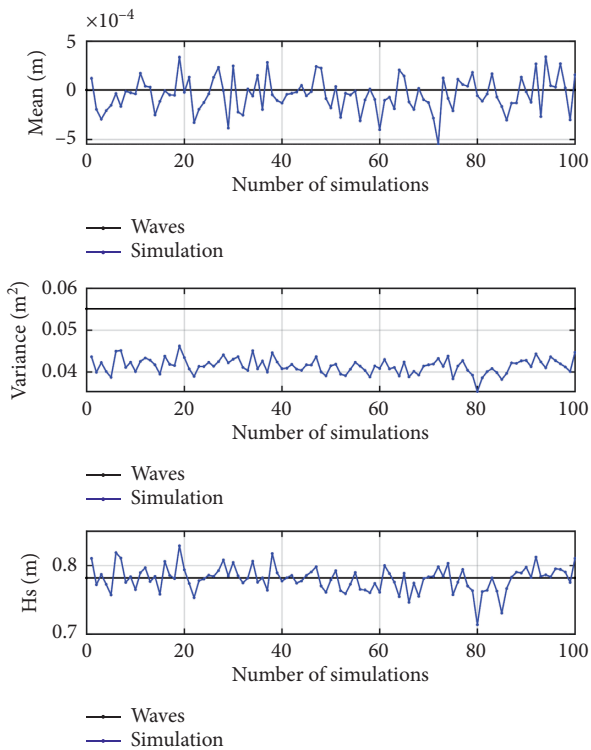 ×10⁻⁴
5
0
−5
Mean (m)
0 20 40 60 80 100
Number of simulations
Waves
Simulation
0.06
0.05
0.04
Variance (m²)
0 20 40 60 80 100
Number of simulations
Waves
Simulation
0.8
0.7
Hs (m)
0 20 40 60 80 100
Number of simulations
Waves
Simulation